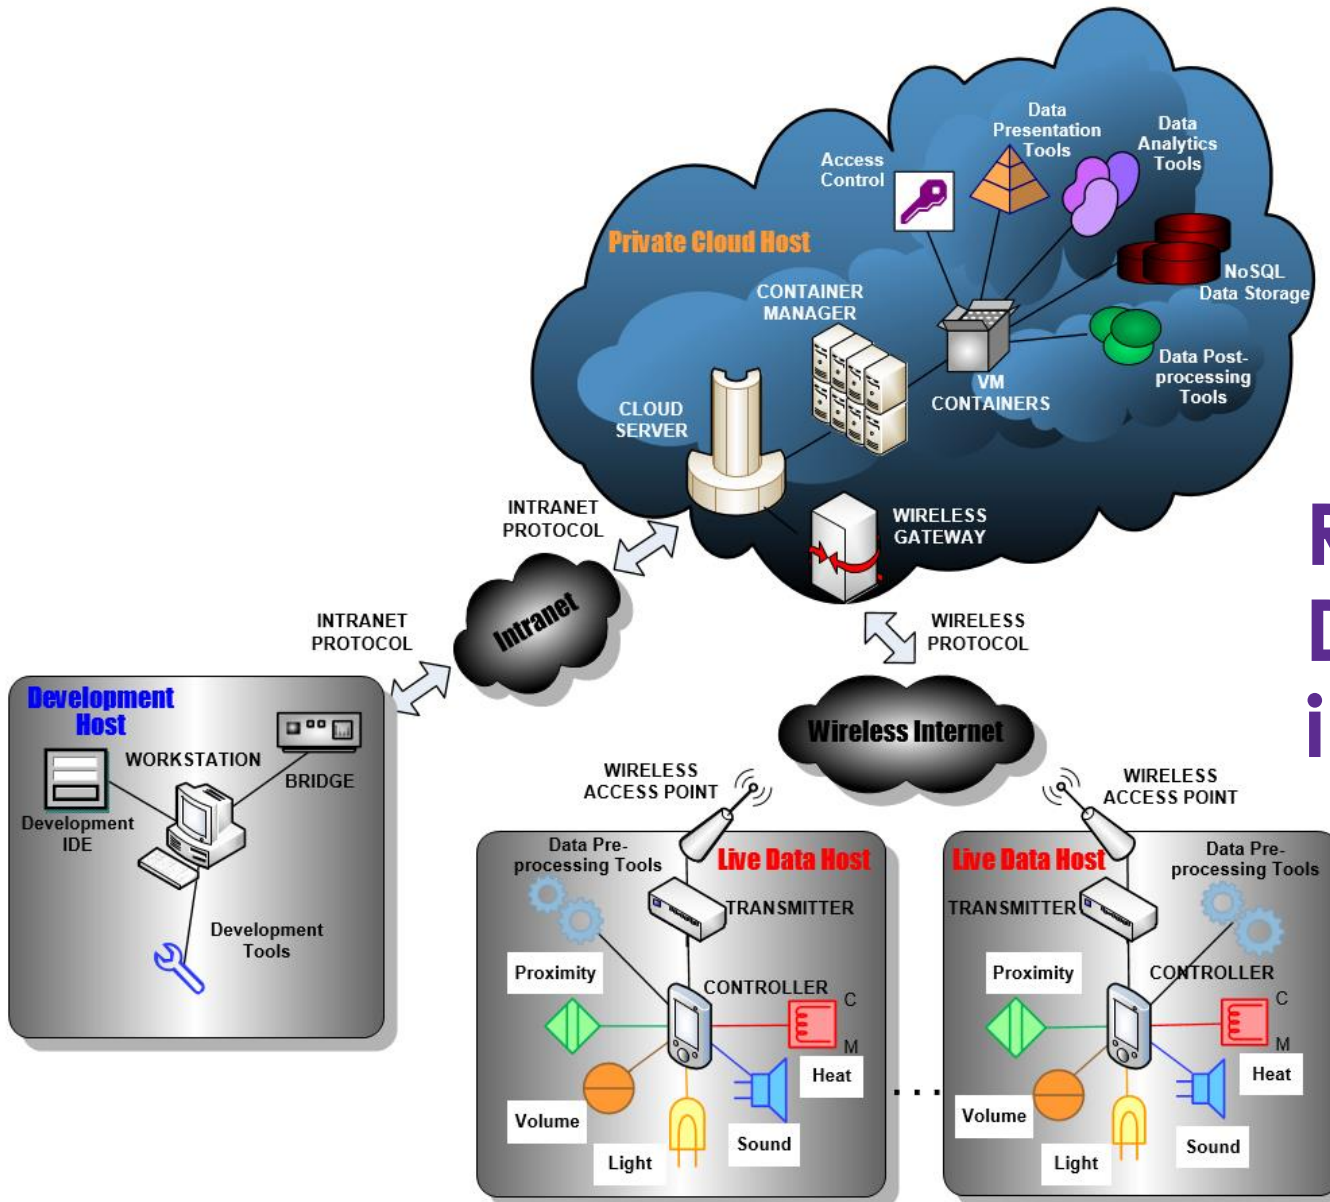 Data
Presentation
Tools
Data
Analytics
Tools
Access
Control
Private Cloud Host
NoSQL
Data Storage
CONTAINER
MANAGER
Data Post-
processing
Tools
VM
CONTAINERS
CLOUD
SERVER
INTRANET
PROTOCOL
WIRELESS
GATEWAY
R
D
i
Intranet
INTRANET
PROTOCOL
WIRELESS
PROTOCOL
Development
Host
Wireless Internet
WORKSTATION
BRIDGE
Development
IDE
Development
Tools
WIRELESS
ACCESS POINT
WIRELESS
ACCESS POINT
Data Pre-
processing Tools
Live Data Host
TRANSMITTER
Proximity
CONTROLLER
C
M
Heat
Volume
Light
Sound
...
Live Data Host
Data Pre-
processing Tools
TRANSMITTER
Proximity
CONTROLLER
C
M
Heat
Volume
Light
Sound